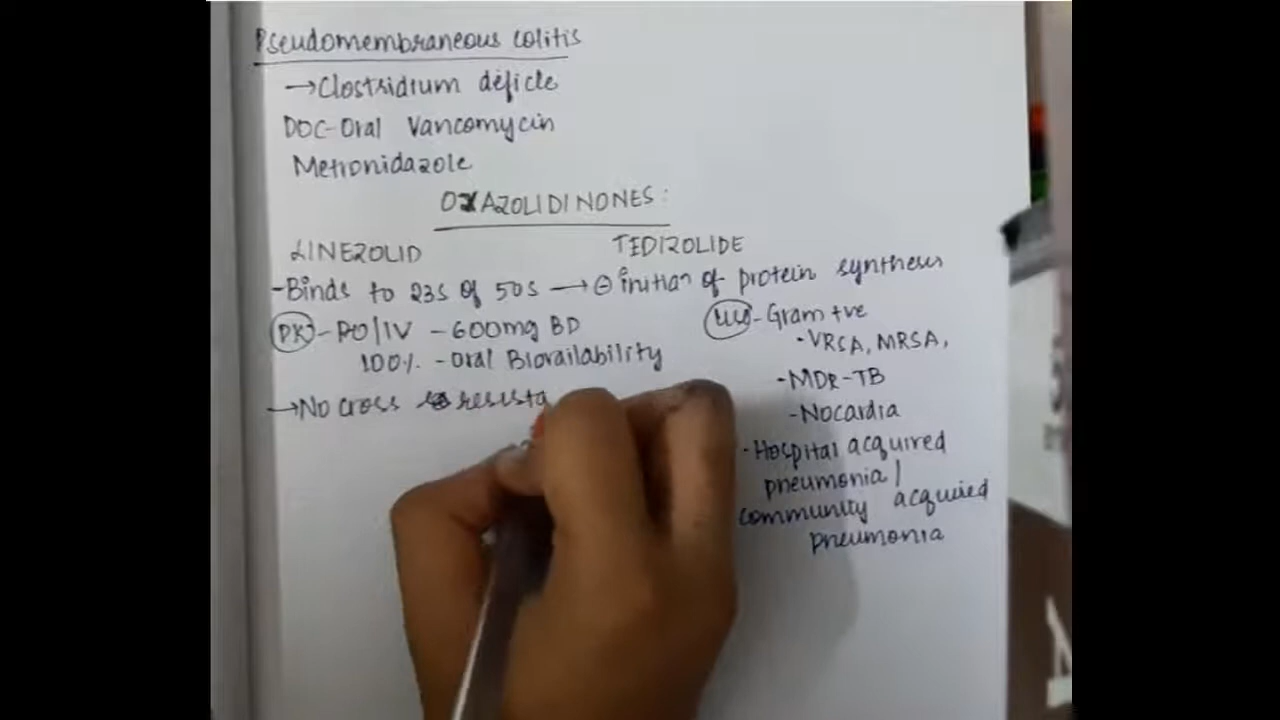 Pseudomembraneous colitis
→Clostridium deficle
DOC-Oral Vancomycin
Metronidazole
OXAZOLIDINONES:
LINEZOLID
TEDIZOLIDE
-Binds to 23S of 50S → ⊖ initian of protein synthesis
PK - PO/IV - 600mg BD
100% - Oral Bioavailability
→No cross resista
- Gram +ve
• VRSA, MRSA,
- MDR-TB
- Nocardia
• Hospital acquired
pneumonia /
community acquired
pneumonia